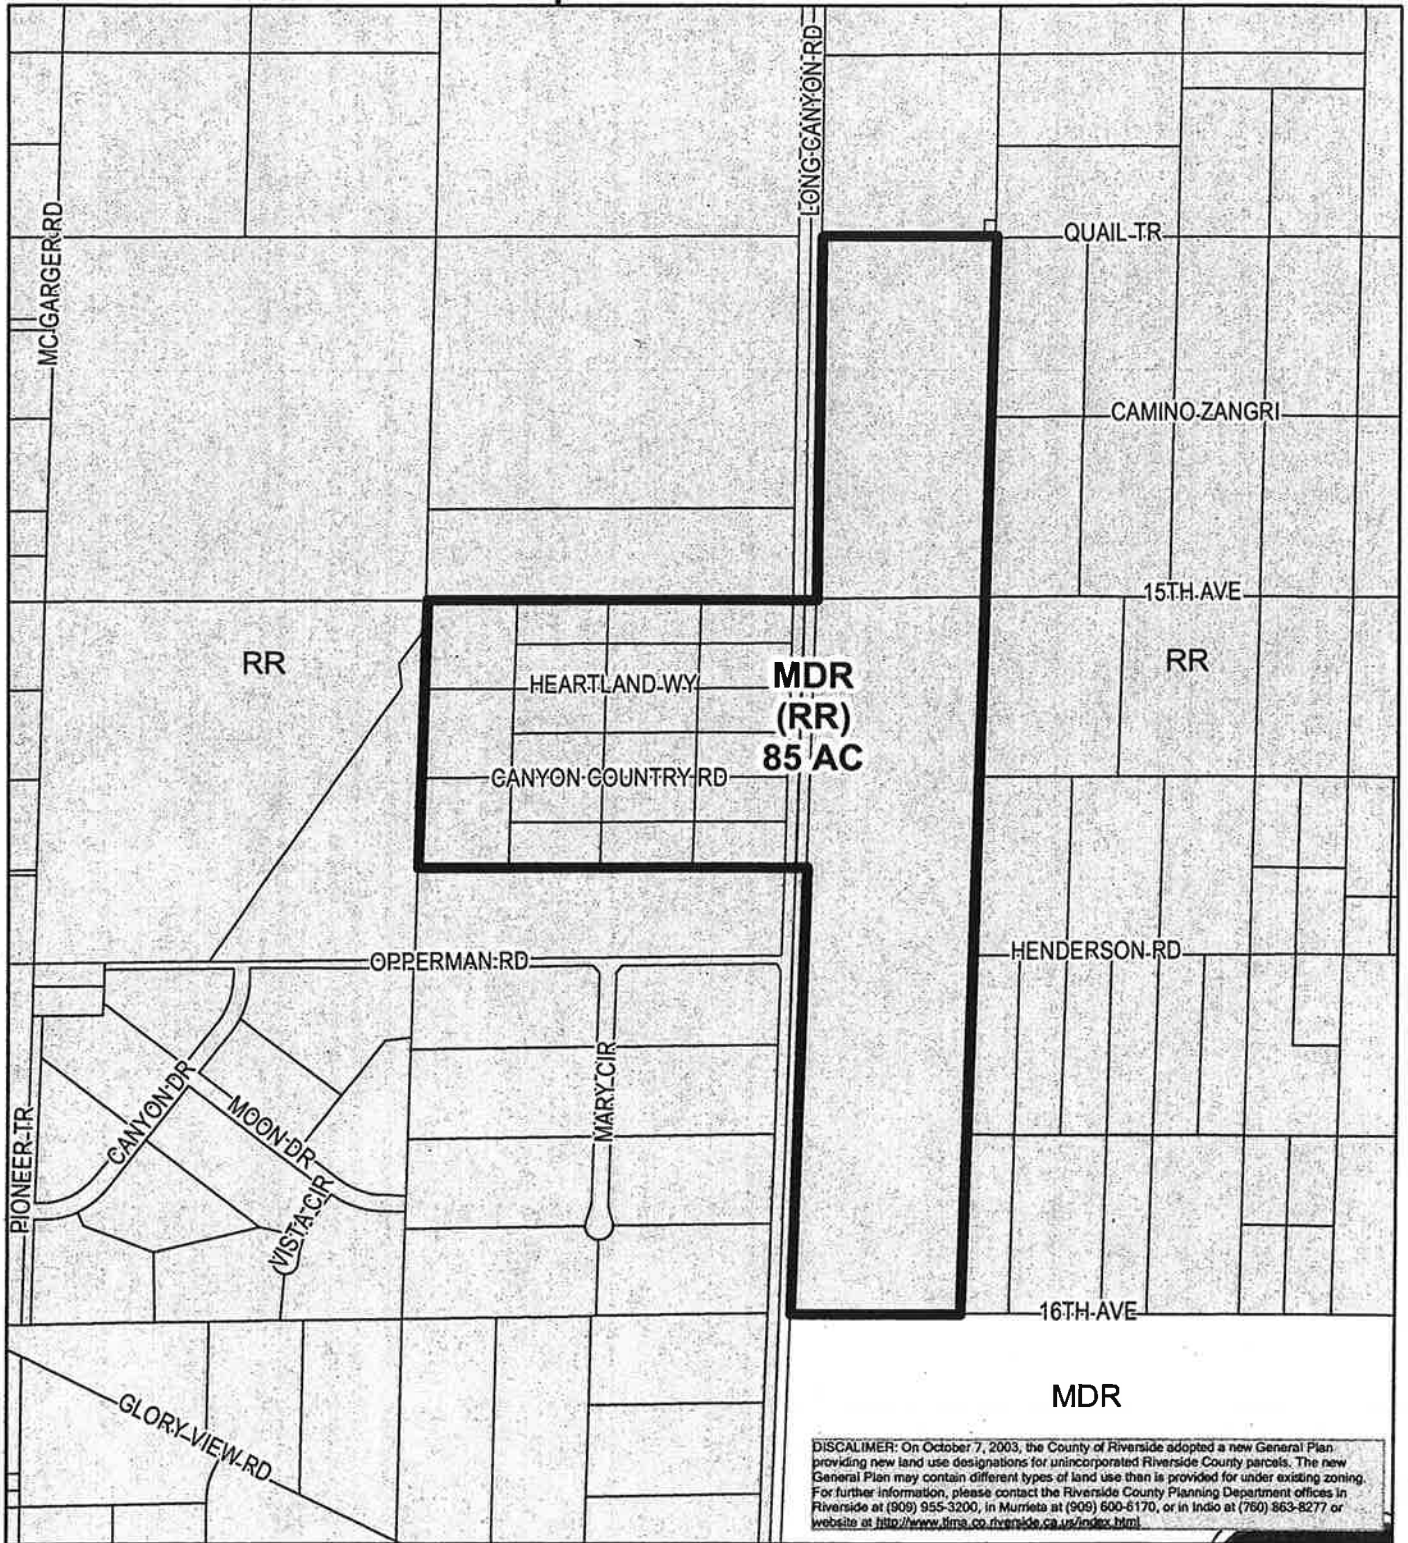 LONG CANYON RD
MC GARGER RD
QUAIL TR
CAMINO ZANGRI
15TH AVE
RR
RR
HEARTLAND WY
MDR
(RR)
85 AC
CANYON COUNTRY RD
OPPERMAN RD
HENDERSON RD
CANYON DR
MOON DR
MARY CIR
PIONEER TR
VISTA CIR
16TH AVE
MDR
GLORY VIEW RD
DISCALIMER: On October 7, 2003, the County of Riverside adopted a new General Plan
providing new land use designations for unincorporated Riverside County parcels. The new
General Plan may contain different types of land use than is provided for under existing zoning.
For further information, please contact the Riverside County Planning Department offices in
Riverside at (909) 955-3200, in Murrieta at (909) 600-6170, or in Indio at (760) 863-8277 or
website at http://www.tlma.co.riverside.ca.us/index.html